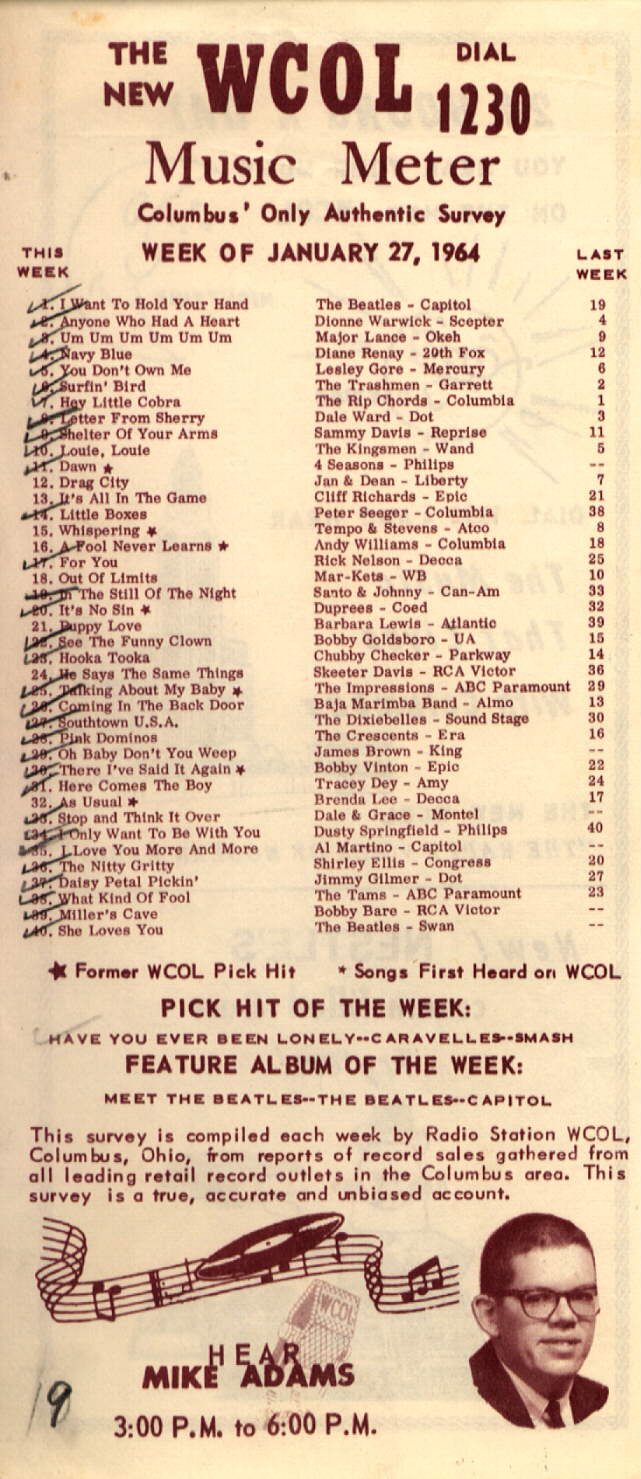 THE NEW WCOL DIAL 1230
Music Meter
Columbus' Only Authentic Survey
THIS WEEK WEEK OF JANUARY 27, 1964 LAST WEEK
1. I Want To Hold Your Hand The Beatles - Capitol 19
2. Anyone Who Had A Heart Dionne Warwick - Scepter 4
3. Um Um Um Um Um Um Major Lance - Okeh 9
4. Navy Blue Diane Renay - 20th Fox 12
5. You Don't Own Me Lesley Gore - Mercury 6
6. Surfin' Bird The Trashmen - Garrett 2
7. Hey Little Cobra The Rip Chords - Columbia 1
8. Letter From Sherry Dale Ward - Dot 3
9. Shelter Of Your Arms Sammy Davis - Reprise 11
10. Louie, Louie The Kingsmen - Wand 5
11. Dawn ★ 4 Seasons - Philips --
12. Drag City Jan & Dean - Liberty 7
13. It's All In The Game Cliff Richards - Epic 21
14. Little Boxes Peter Seeger - Columbia 38
15. Whispering ★ Tempo & Stevens - Atco 8
16. A Fool Never Learns ★ Andy Williams - Columbia 18
17. For You Rick Nelson - Decca 25
18. Out Of Limits Mar-Kets - WB 10
19. In The Still Of The Night Santo & Johnny - Can-Am 33
20. It's No Sin ★ Duprees - Coed 32
21. Puppy Love Barbara Lewis - Atlantic 39
22. See The Funny Clown Bobby Goldsboro - UA 15
23. Hooka Tooka Chubby Checker - Parkway 14
24. He Says The Same Things Skeeter Davis - RCA Victor 36
25. Talking About My Baby ★ The Impressions - ABC Paramount 29
26. Coming In The Back Door Baja Marimba Band - Almo 13
27. Southtown U.S.A. The Dixiebelles - Sound Stage 30
28. Pink Dominos The Crescents - Era 16
29. Oh Baby Don't You Weep James Brown - King --
30. There I've Said It Again ★ Bobby Vinton - Epic 22
31. Here Comes The Boy Tracey Dey - Amy 24
32. As Usual ★ Brenda Lee - Decca 17
33. Stop and Think It Over Dale & Grace - Montel --
34. I Only Want To Be With You Dusty Springfield - Philips 40
35. I Love You More And More Al Martino - Capitol --
36. The Nitty Gritty Shirley Ellis - Congress 20
37. Daisy Petal Pickin' Jimmy Gilmer - Dot 27
38. What Kind Of Fool The Tams - ABC Paramount 23
39. Miller's Cave Bobby Bare - RCA Victor --
40. She Loves You The Beatles - Swan --
★ Former WCOL Pick Hit * Songs First Heard on WCOL
PICK HIT OF THE WEEK:
HAVE YOU EVER BEEN LONELY--CARAVELLES--SMASH
FEATURE ALBUM OF THE WEEK:
MEET THE BEATLES--THE BEATLES--CAPITOL
This survey is compiled each week by Radio Station WCOL,
Columbus, Ohio, from reports of record sales gathered from
all leading retail record outlets in the Columbus area. This
survey is a true, accurate and unbiased account.
WCOL
HEAR
MIKE ADAMS
3:00 P.M. to 6:00 P.M.
19